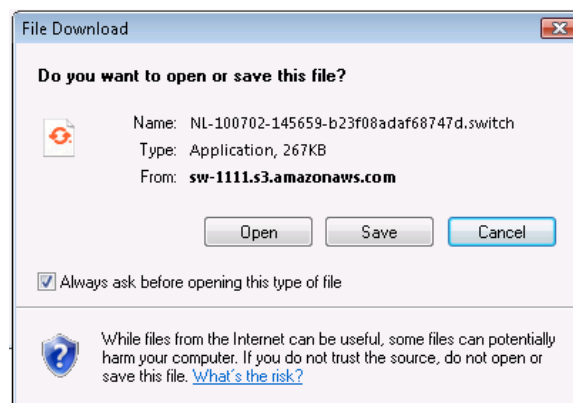 File Download
Do you want to open or save this file?
Name: NL-100702-145659-b23f08adaf68747d.switch
Type: Application, 267KB
From: sw-1111.s3.amazonaws.com
Open Save Cancel
Always ask before opening this type of file
While files from the Internet can be useful, some files can potentially
harm your computer. If you do not trust the source, do not open or
save this file. What's the risk?